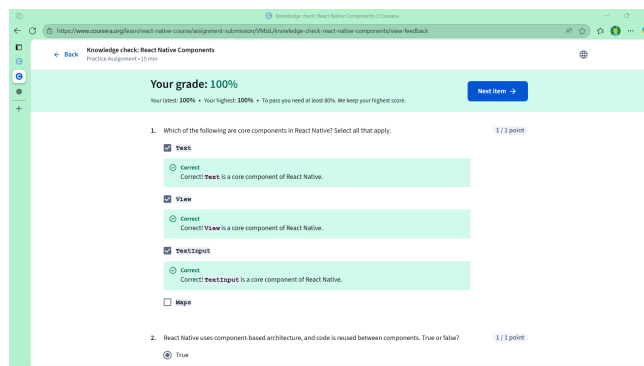 Knowledge check: React Native Components | Coursera
https://www.coursera.org/learn/react-native-course/assignment-submission/VMzIL/knowledge-check-react-native-components/view-feedback
Back
Knowledge check: React Native Components
Practice Assignment • 15 min
Your grade: 100%
Your latest: 100% • Your highest: 100% • To pass you need at least 80%. We keep your highest score.
Next item →
1. Which of the following are core components in React Native? Select all that apply.
1 / 1 point
Text
Correct
Correct! Text is a core component of React Native.
View
Correct
Correct! View is a core component of React Native.
TextInput
Correct
Correct! TextInput is a core component of React Native.
Maps
2. React Native uses component-based architecture, and code is reused between components. True or false?
1 / 1 point
True